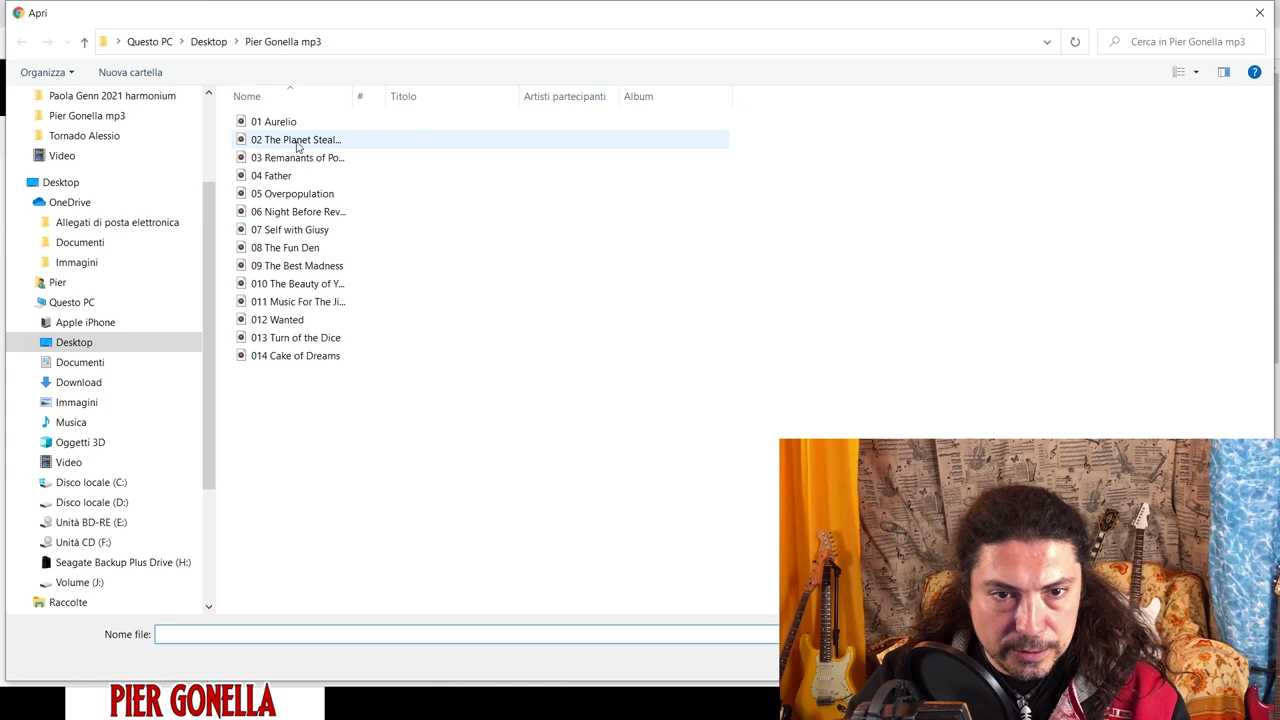 Apri
Questo PC > Desktop > Pier Gonella mp3
Cerca in Pier Gonella mp3
Organizza
Nuova cartella
Paola Genn 2021 harmonium
Pier Gonella mp3
Tornado Alessio
Video
Desktop
OneDrive
Allegati di posta elettronica
Documenti
Immagini
Pier
Questo PC
Apple iPhone
Desktop
Documenti
Download
Immagini
Musica
Oggetti 3D
Video
Disco locale (C:)
Disco locale (D:)
Unità BD-RE (E:)
Unità CD (F:)
Seagate Backup Plus Drive (H:)
Volume (J:)
Raccolte
Nome # Titolo Artisti partecipanti Album
01 Aurelio
02 The Planet Steal...
03 Remanants of Po...
04 Father
05 Overpopulation
06 Night Before Rev...
07 Self with Giusy
08 The Fun Den
09 The Best Madness
010 The Beauty of Y...
011 Music For The Ji...
012 Wanted
013 Turn of the Dice
014 Cake of Dreams
Nome file:
PIER GONELLA